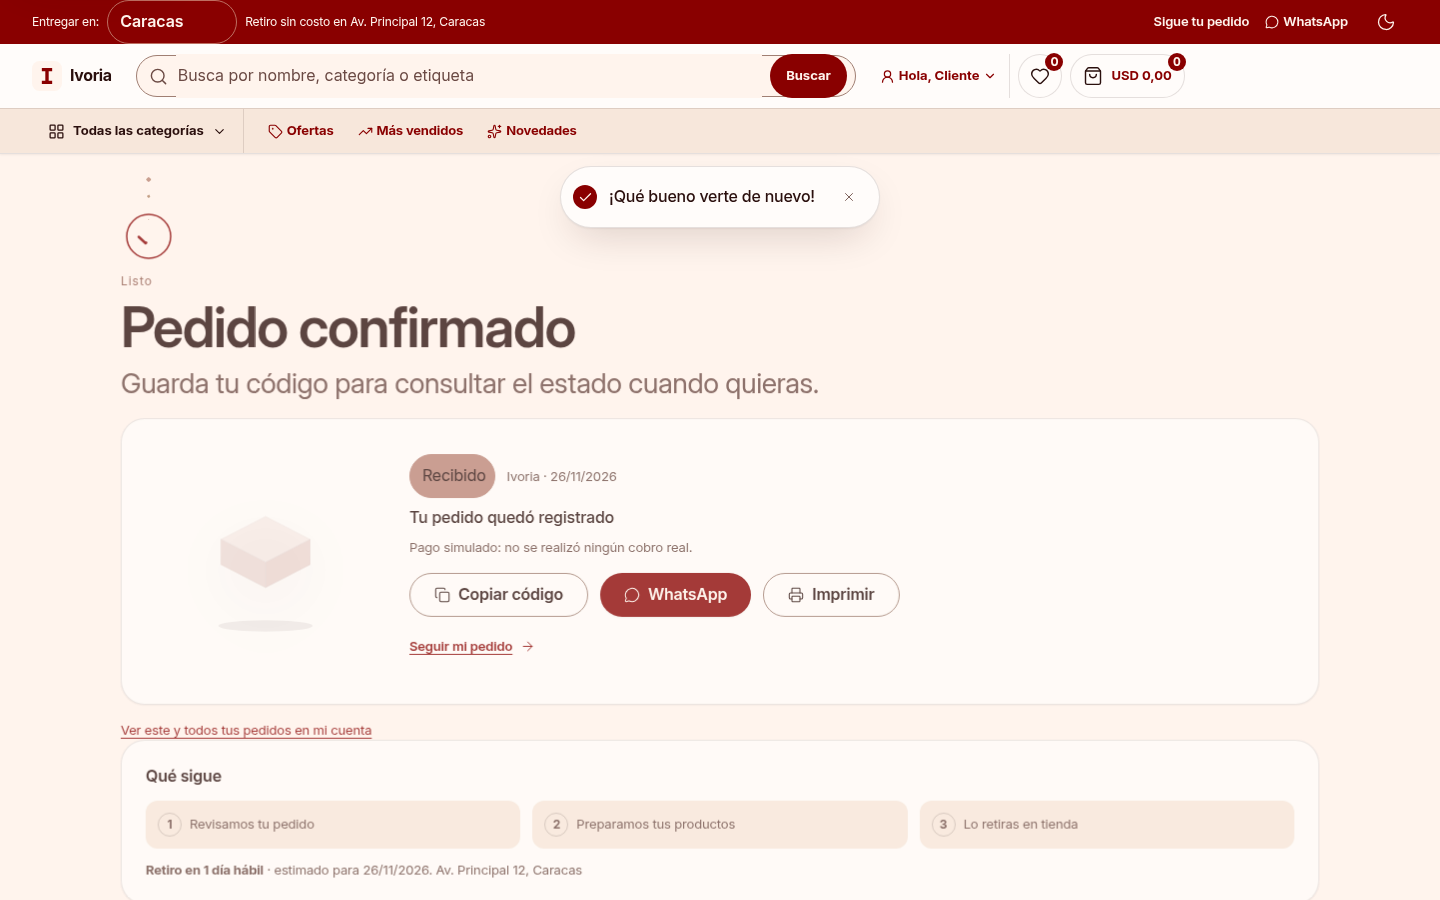 Entregar en: Caracas Retiro sin costo en Av. Principal 12, Caracas Sigue tu pedido WhatsApp
I Ivoria Busca por nombre, categoría o etiqueta Buscar Hola, Cliente 0 USD 0,00 0
Todas las categorías Ofertas Más vendidos Novedades
¡Qué bueno verte de nuevo!
Listo
Pedido confirmado
Guarda tu código para consultar el estado cuando quieras.
Recibido Ivoria · 26/11/2026
Tu pedido quedó registrado
Pago simulado: no se realizó ningún cobro real.
Copiar código WhatsApp Imprimir
Seguir mi pedido
Ver este y todos tus pedidos en mi cuenta
Qué sigue
1 Revisamos tu pedido 2 Preparamos tus productos 3 Lo retiras en tienda
Retiro en 1 día hábil · estimado para 26/11/2026. Av. Principal 12, Caracas